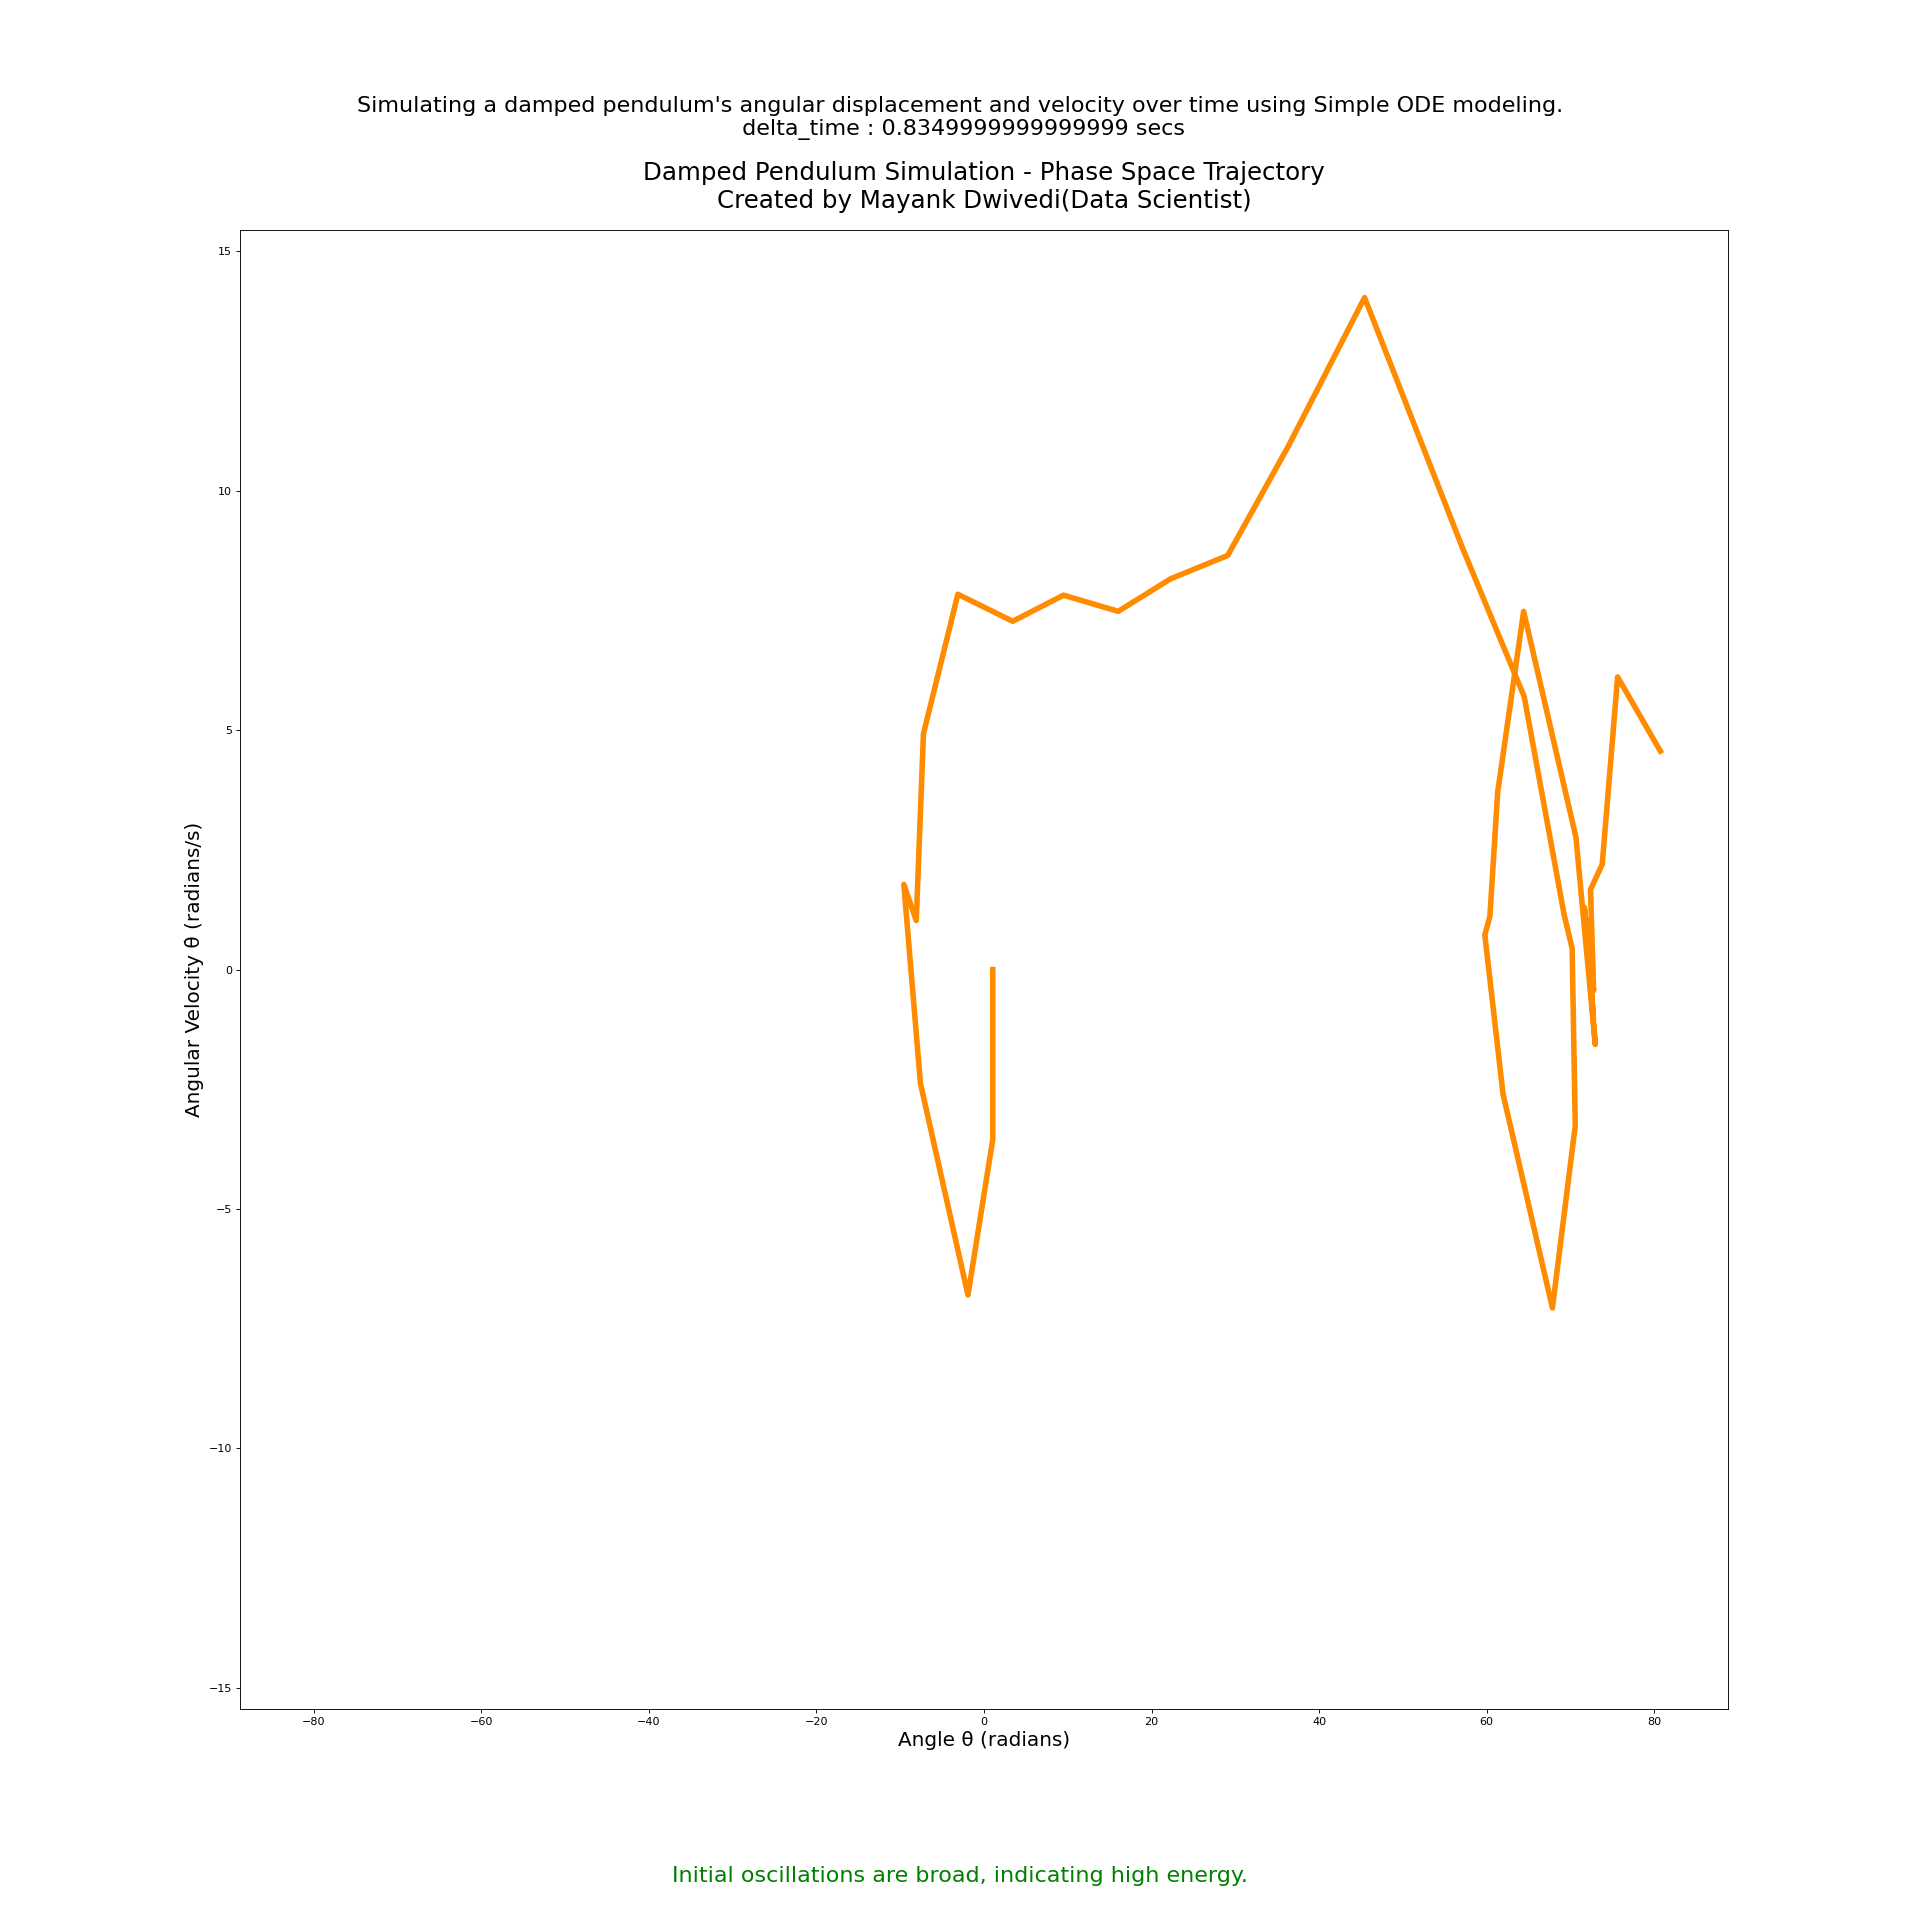 Simulating a damped pendulum's angular displacement and velocity over time using Simple ODE modeling.
delta_time : 0.8349999999999999 secs
Damped Pendulum Simulation - Phase Space Trajectory
Created by Mayank Dwivedi(Data Scientist)
15
10
5
0
−5
−10
−15
Angular Velocity θ (radians/s)
−80
−60
−40
−20
0
20
40
60
80
Angle θ (radians)
Initial oscillations are broad, indicating high energy.